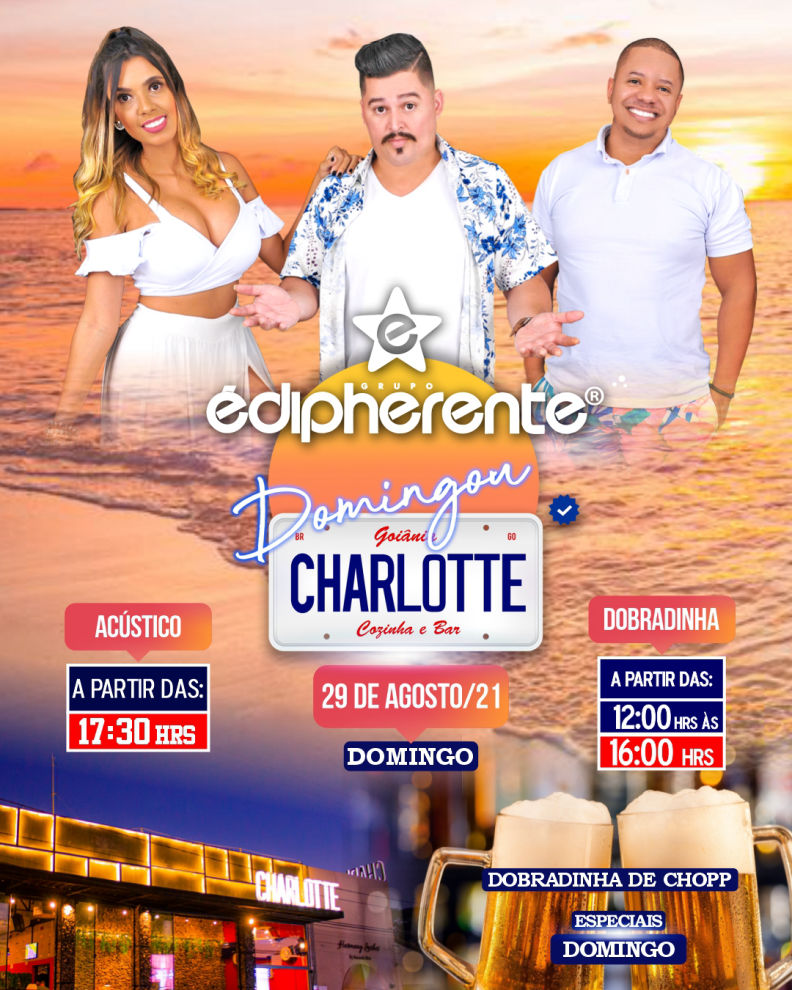 e
GRUPO
édipherente®
Domingou
BR Goiânia GO
CHARLOTTE
Cozinha e Bar
ACÚSTICO
A PARTIR DAS:
17:30 HRS
29 DE AGOSTO/21
DOMINGO
DOBRADINHA
A PARTIR DAS:
12:00 HRS ÀS
16:00 HRS
CHARLOTTE
DOBRADINHA DE CHOPP
ESPECIAIS
DOMINGO